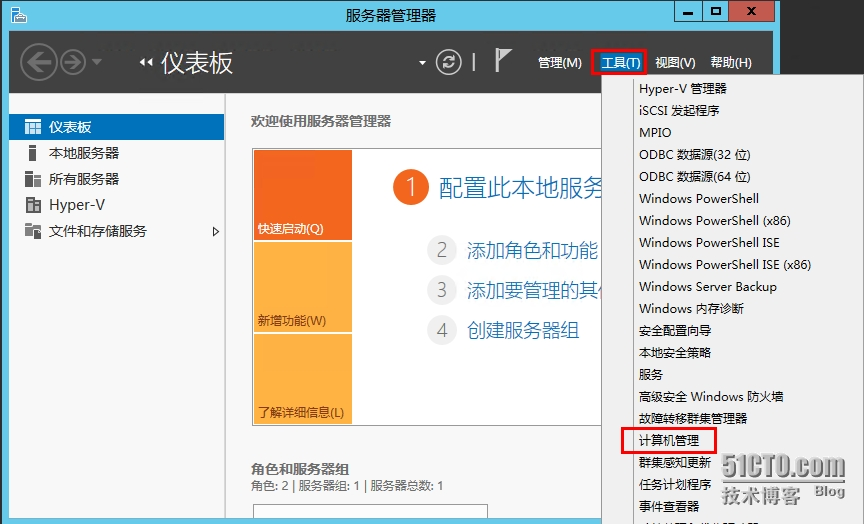 服务器管理器
仪表板
管理(M) 工具(T) 视图(V) 帮助(H)
仪表板
本地服务器
所有服务器
Hyper-V
文件和存储服务
欢迎使用服务器管理器
快速启动(Q)
新增功能(W)
了解详细信息(L)
1 配置此本地服务
2 添加角色和功能
3 添加要管理的其
4 创建服务器组
角色和服务器组
角色: 2 | 服务器组: 1 | 服务器总数: 1
Hyper-V 管理器
iSCSI 发起程序
MPIO
ODBC 数据源(32 位)
ODBC 数据源(64 位)
Windows PowerShell
Windows PowerShell (x86)
Windows PowerShell ISE
Windows PowerShell ISE (x86)
Windows Server Backup
Windows 内存诊断
安全配置向导
本地安全策略
服务
高级安全 Windows 防火墙
故障转移群集管理器
计算机管理
群集感知更新
任务计划程序
事件查看器
51CTO.com
技术博客 Blog